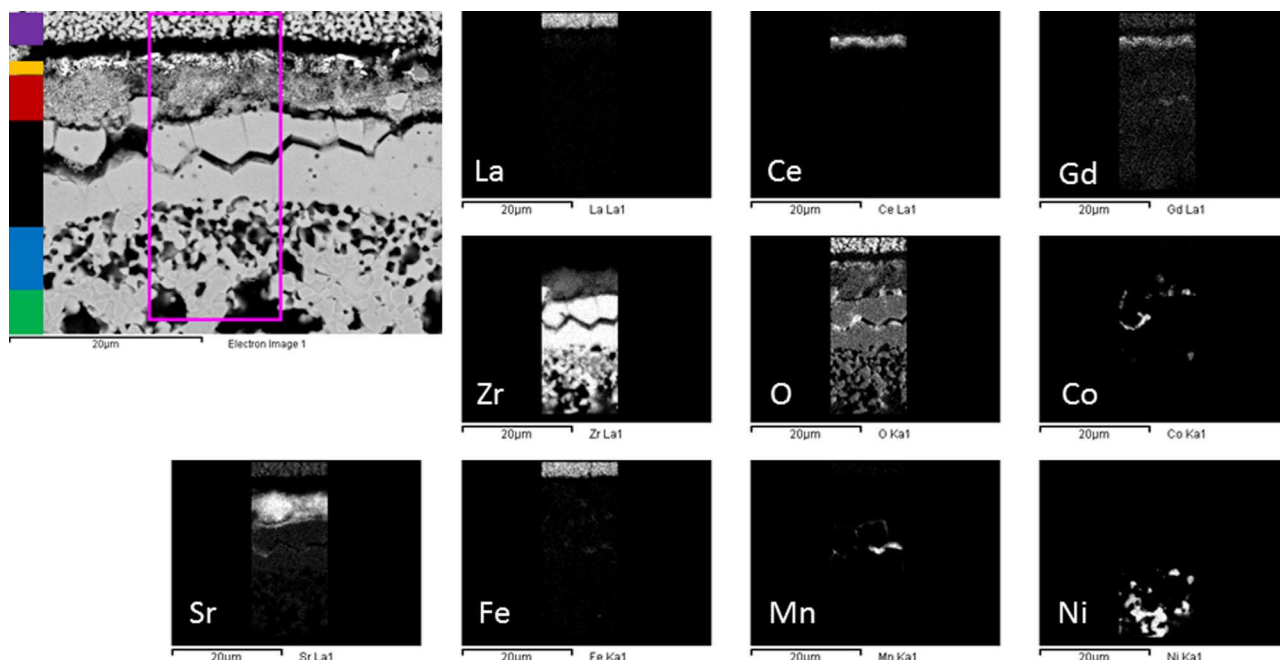 La
Ce
Gd
20µm
Electron Image 1
20µm
La La1
20µm
Ce La1
20µm
Gd La1
Zr
O
Co
20µm
Zr La1
20µm
O Ka1
20µm
Co Ka1
Sr
Fe
Mn
Ni
20µm
Sr La1
20µm
Fe Ka1
20µm
Mn Ka1
20µm
Ni Ka1